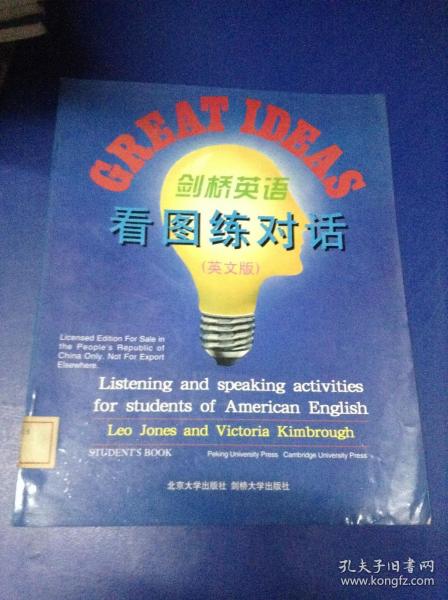 GREAT IDEAS
剑桥英语
看图练对话
(英文版)
Licensed Edition For Sale in
the People's Republic of
China Only. Not For Export
Elsewhere.
Listening and speaking activities
for students of American English
Leo Jones and Victoria Kimbrough
STUDENT'S BOOK
Peking University Press Cambridge University Press
北京大学出版社 剑桥大学出版社
孔夫子旧书网
www.kongfz.com